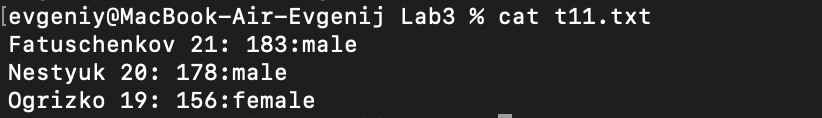 [evgeniy@MacBook-Air-Evgenij Lab3 % cat t11.txt
Fatuschenkov 21: 183:male
Nestyuk 20: 178:male
Ogrizko 19: 156:female